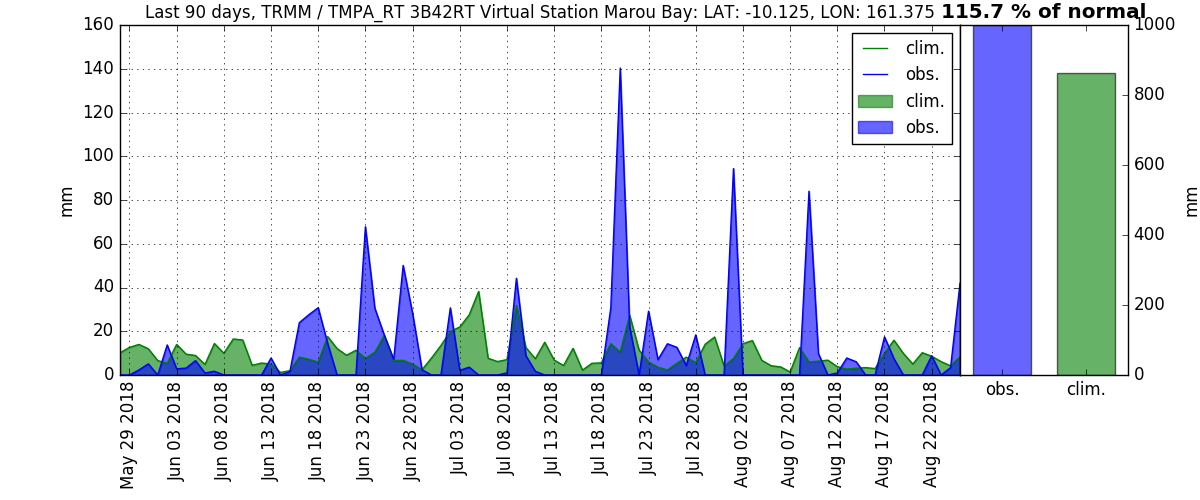 Last 90 days, TRMM / TMPA_RT 3B42RT Virtual Station Marou Bay: LAT: -10.125, LON: 161.375 115.7 % of normal
160
140
120
100
80
60
40
20
0
mm
clim.
obs.
clim.
obs.
1000
800
600
400
200
0
mm
obs.
clim.
May 29 2018
Jun 03 2018
Jun 08 2018
Jun 13 2018
Jun 18 2018
Jun 23 2018
Jun 28 2018
Jul 03 2018
Jul 08 2018
Jul 13 2018
Jul 18 2018
Jul 23 2018
Jul 28 2018
Aug 02 2018
Aug 07 2018
Aug 12 2018
Aug 17 2018
Aug 22 2018